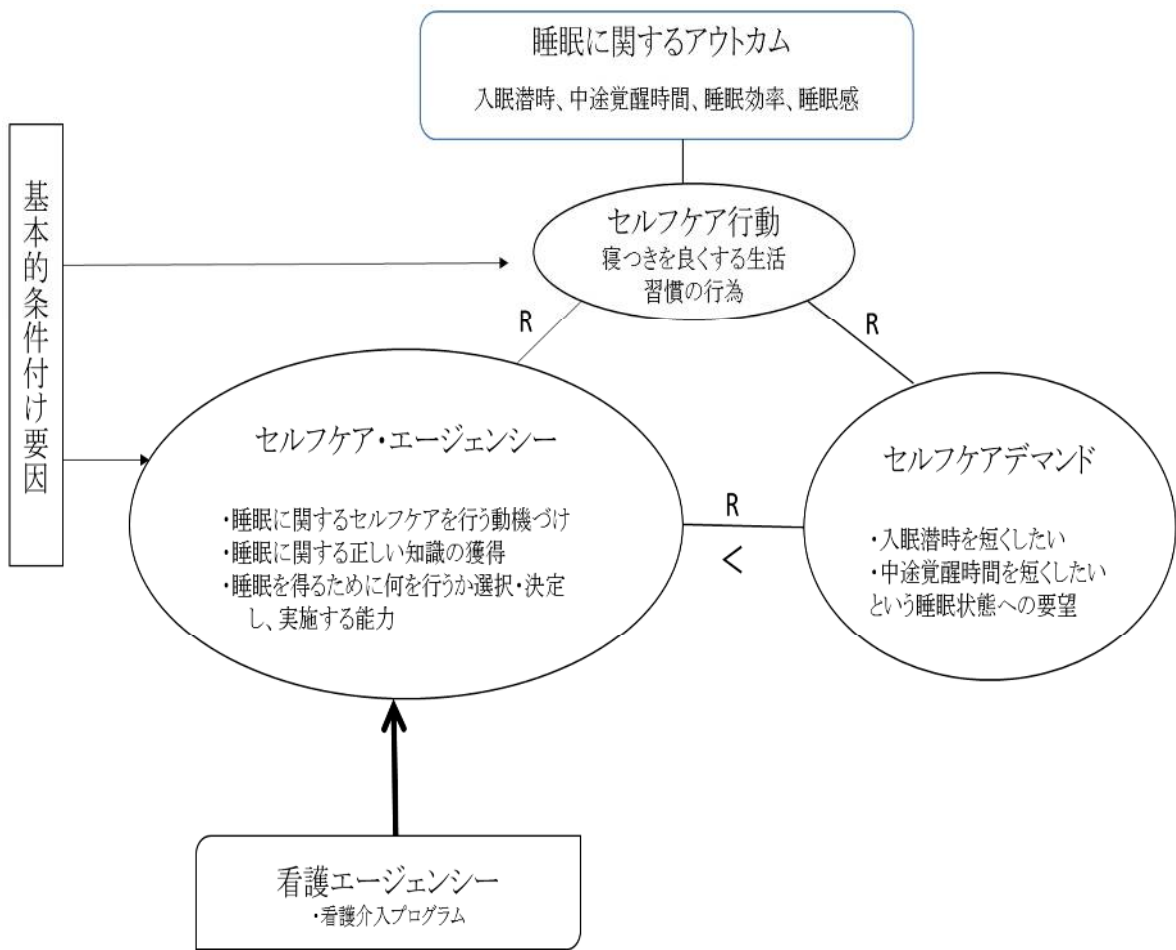 睡眠に関するアウトカム
入眠潜時、中途覚醒時間、睡眠効率、睡眠感
基本的条件付け要因
セルフケア行動
寝つきを良くする生活
習慣の行為
R
R
セルフケア・エージェンシー
・睡眠に関するセルフケアを行う動機づけ
・睡眠に関する正しい知識の獲得
・睡眠を得るために何を行うか選択・決定
し、実施する能力
R
<
セルフケアデマンド
・入眠潜時を短くしたい
・中途覚醒時間を短くしたい
という睡眠状態への要望
看護エージェンシー
・看護介入プログラム